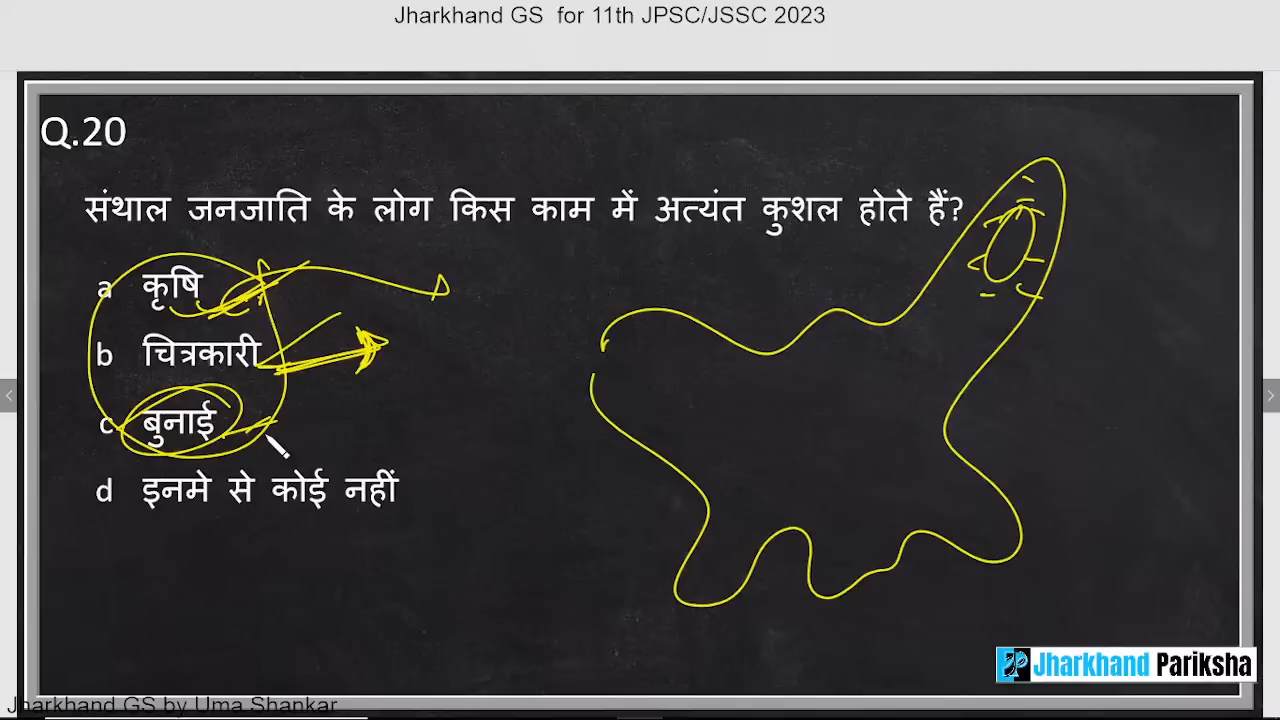 Jharkhand GS for 11th JPSC/JSSC 2023
Q.20
संथाल जनजाति के लोग किस काम में अत्यंत कुशल होते हैं?
a कृषि
b चित्रकारी
c बुनाई
d इनमे से कोई नहीं
Jharkhand Pariksha
Jharkhand GS by Uma Shankar